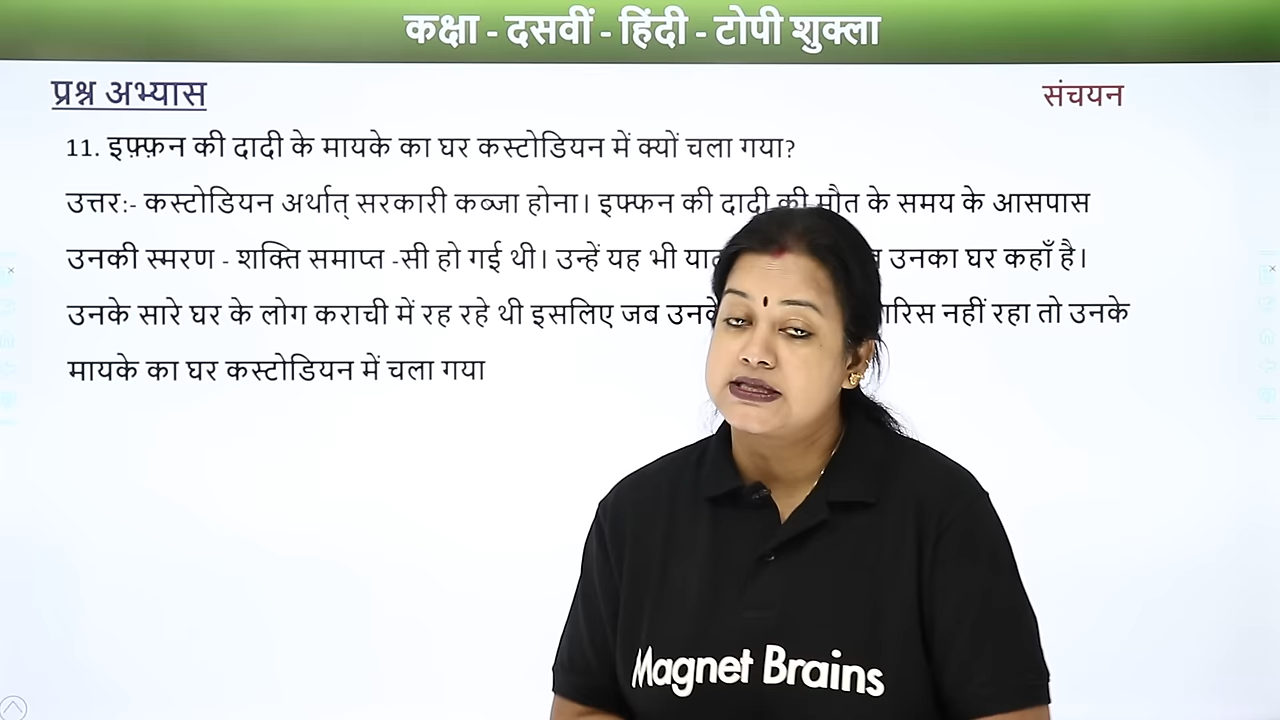 कक्षा - दसवीं - हिंदी - टोपी शुक्ला
प्रश्न अभ्यास
संचयन
11. इफ़्फ़न की दादी के मायके का घर कस्टोडियन में क्यों चला गया?
उत्तर:- कस्टोडियन अर्थात् सरकारी कब्जा होना। इफ्फन की दादी की मौत के समय के आसपास
उनकी स्मरण - शक्ति समाप्त -सी हो गई थी। उन्हें यह भी उनका घर कहाँ है।
उनके सारे घर के लोग कराची में रह रहे थी इसलिए जब नहीं रहा तो उनके
मायके का घर कस्टोडियन में चला गया
Magnet Brains